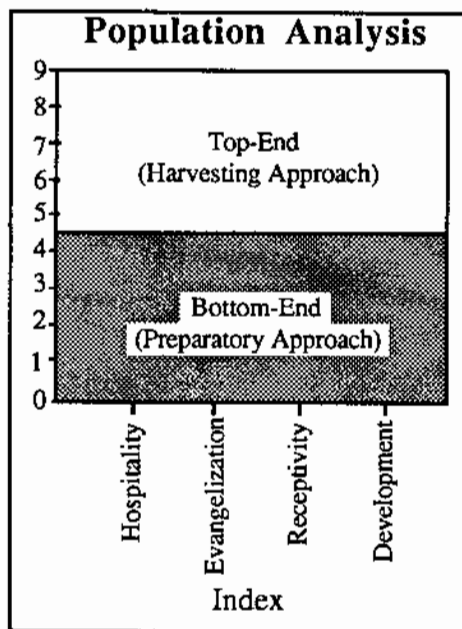 Population Analysis
9
8
7
6
5
4
3
2
1
0
Top-End
(Harvesting Approach)
Bottom-End
(Preparatory Approach)
Hospitality
Evangelization
Receptivity
Development
Index